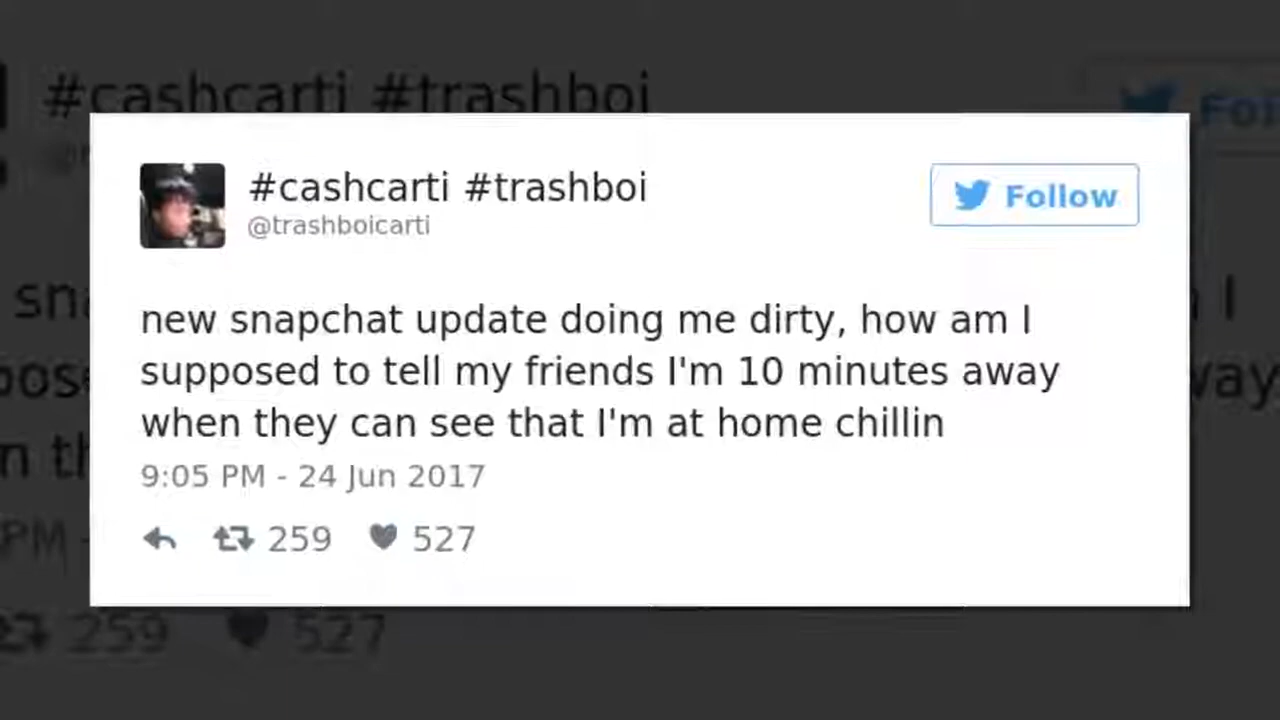 #cashcarti #trashboi
@trashboicarti
Follow
new snapchat update doing me dirty, how am I
supposed to tell my friends I'm 10 minutes away
when they can see that I'm at home chillin
9:05 PM - 24 Jun 2017
259 527